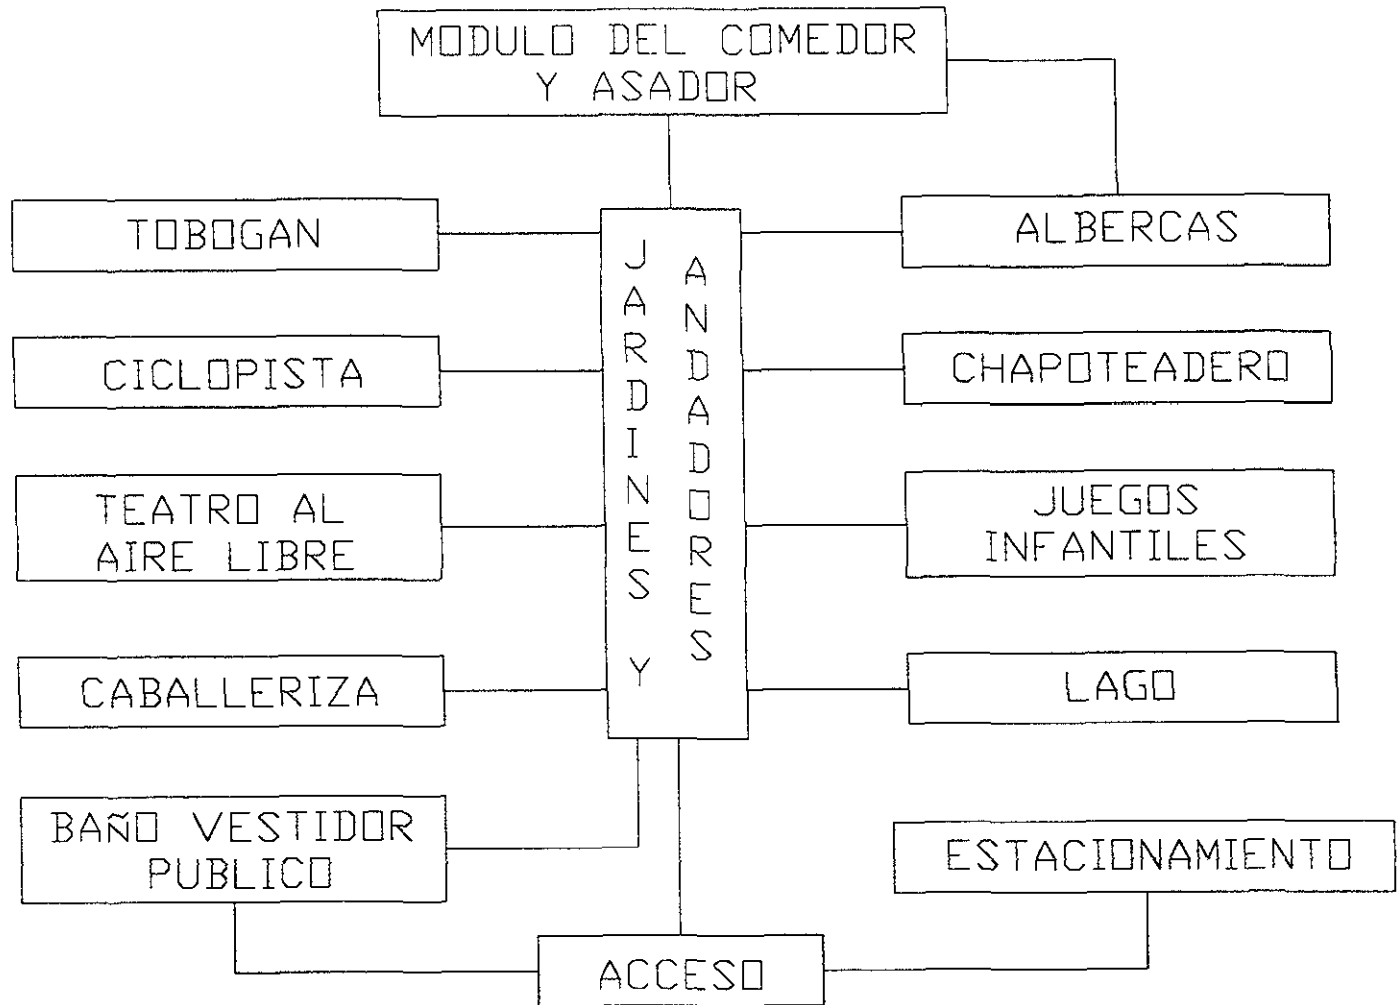 MODULO DEL COMEDOR
Y ASADOR
TOBOGAN
ALBERCAS
JARDINES Y
ANDADORES
CICLOPISTA
CHAPOTEADERO
TEATRO AL
AIRE LIBRE
JUEGOS
INFANTILES
CABALLERIZA
LAGO
BAÑO VESTIDOR
PUBLICO
ESTACIONAMIENTO
ACCESO